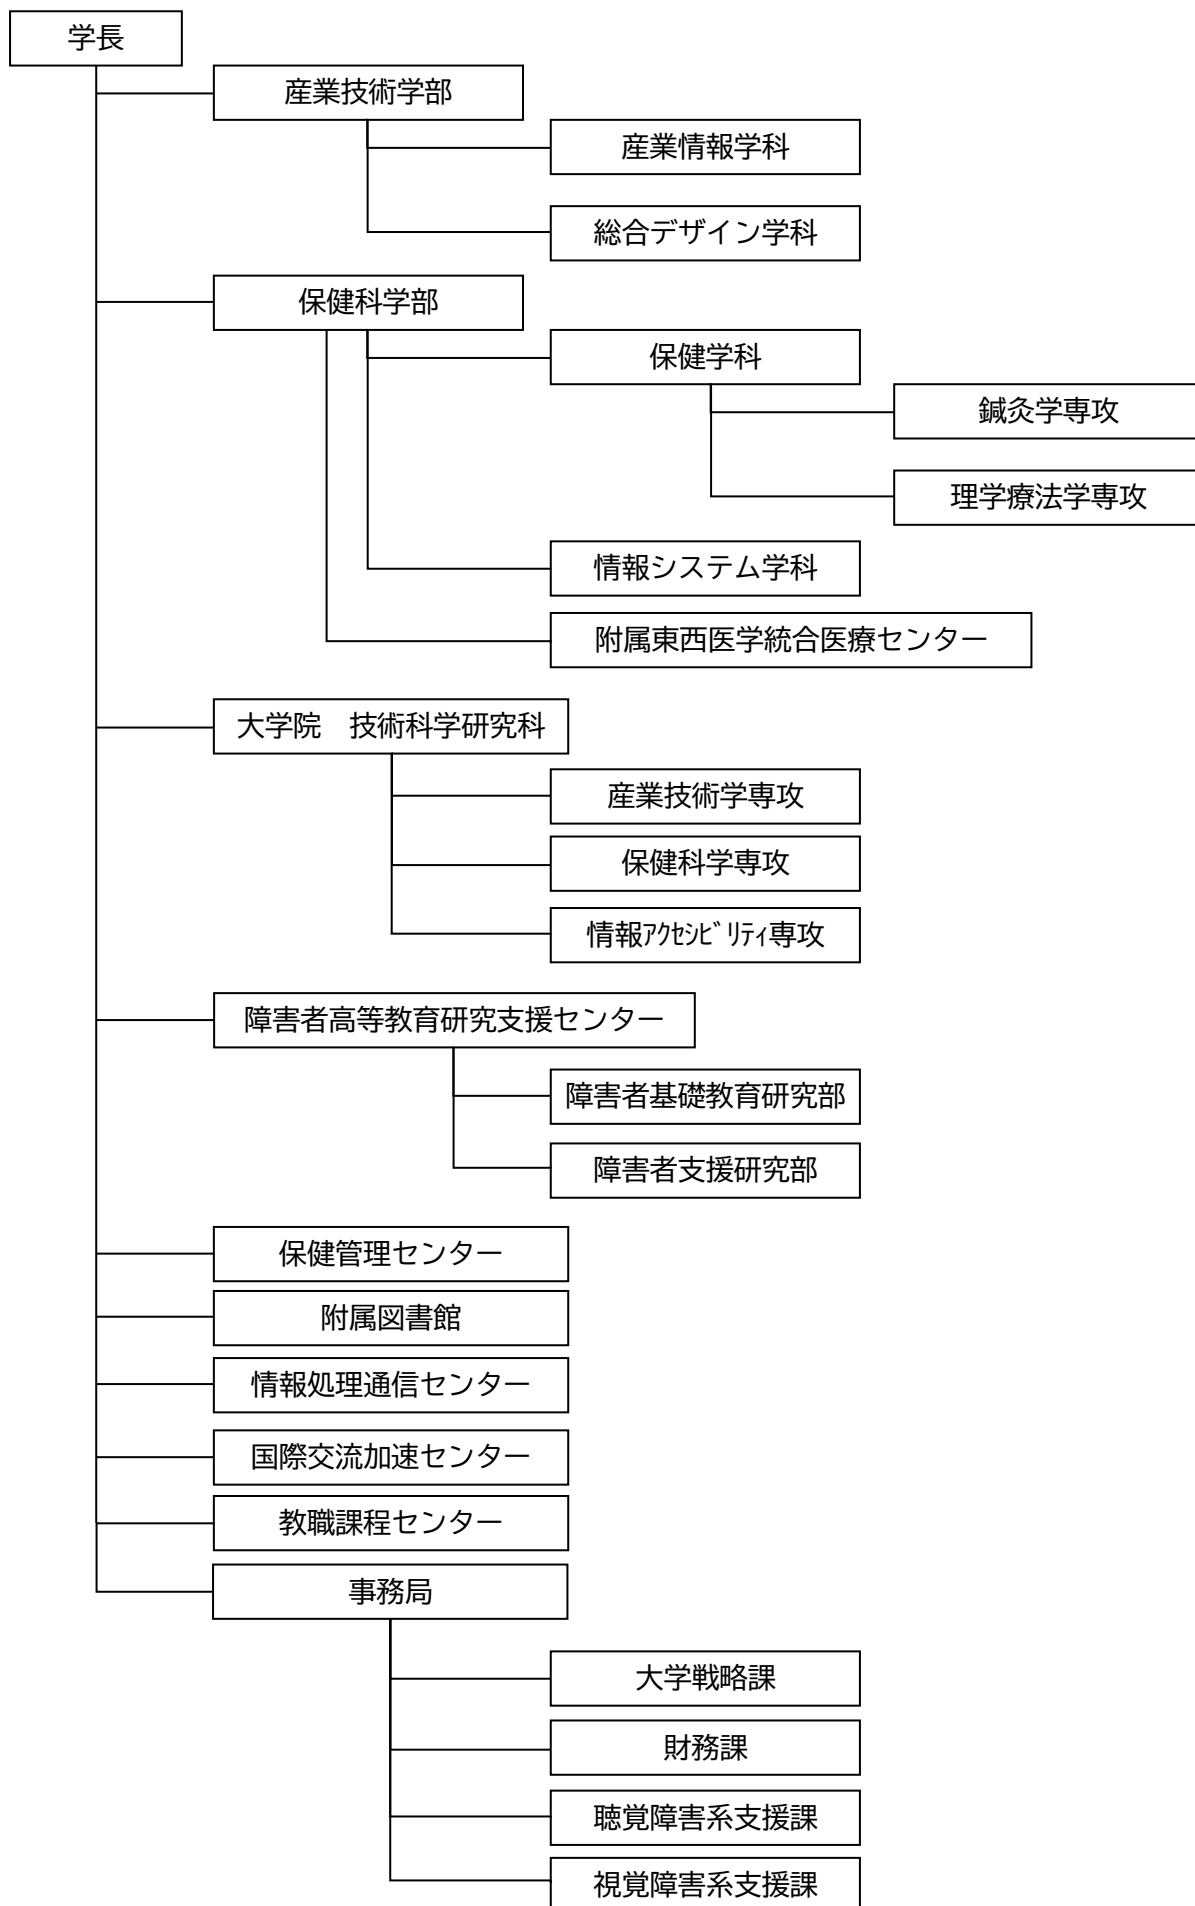 学長
産業技術学部
産業情報学科
総合デザイン学科
保健科学部
保健学科
鍼灸学専攻
理学療法学専攻
情報システム学科
附属東西医学統合医療センター
大学院　技術科学研究科
産業技術学専攻
保健科学専攻
情報ｱｸｾｼﾋﾞﾘﾃｨ専攻
障害者高等教育研究支援センター
障害者基礎教育研究部
障害者支援研究部
保健管理センター
附属図書館
情報処理通信センター
国際交流加速センター
教職課程センター
事務局
大学戦略課
財務課
聴覚障害系支援課
視覚障害系支援課